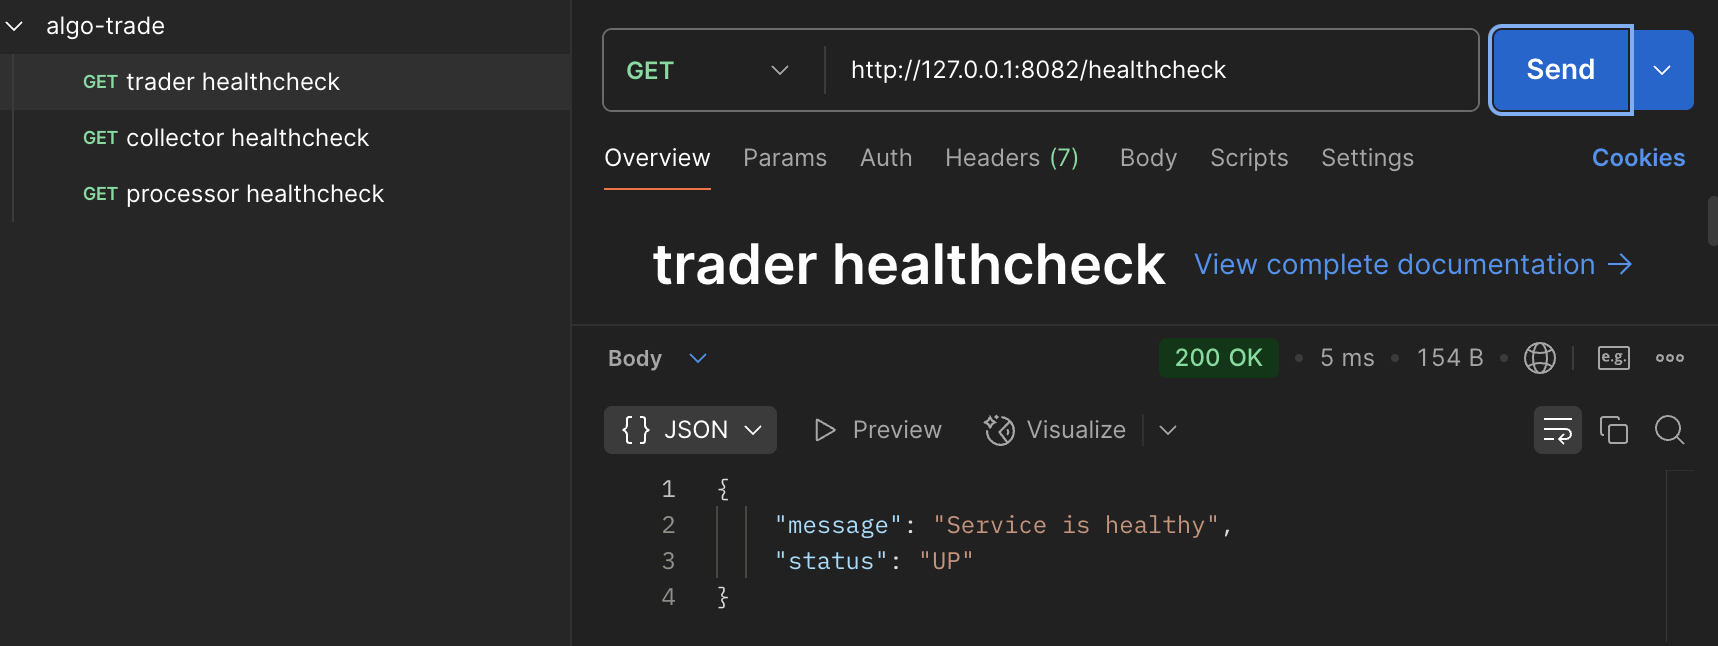 algo-trade
GET trader healthcheck
GET collector healthcheck
GET processor healthcheck
GET http://127.0.0.1:8082/healthcheck Send
Overview Params Auth Headers (7) Body Scripts Settings Cookies
trader healthcheck View complete documentation →
Body 200 OK • 5 ms • 154 B • e.g.
{} JSON Preview Visualize
1 {
2 "message": "Service is healthy",
3 "status": "UP"
4 }